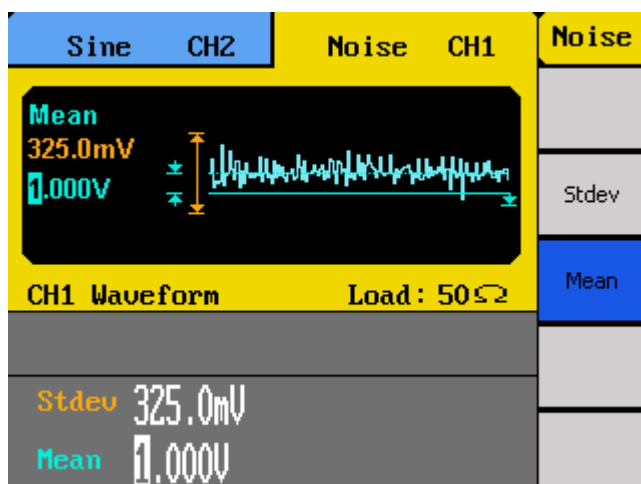 Sine CH2
Noise CH1
Noise
Mean
325.0mV
1.000V
Stdev
Mean
CH1 Waveform
Load: 50Ω
Stdev 325.0mV
Mean 1.000V